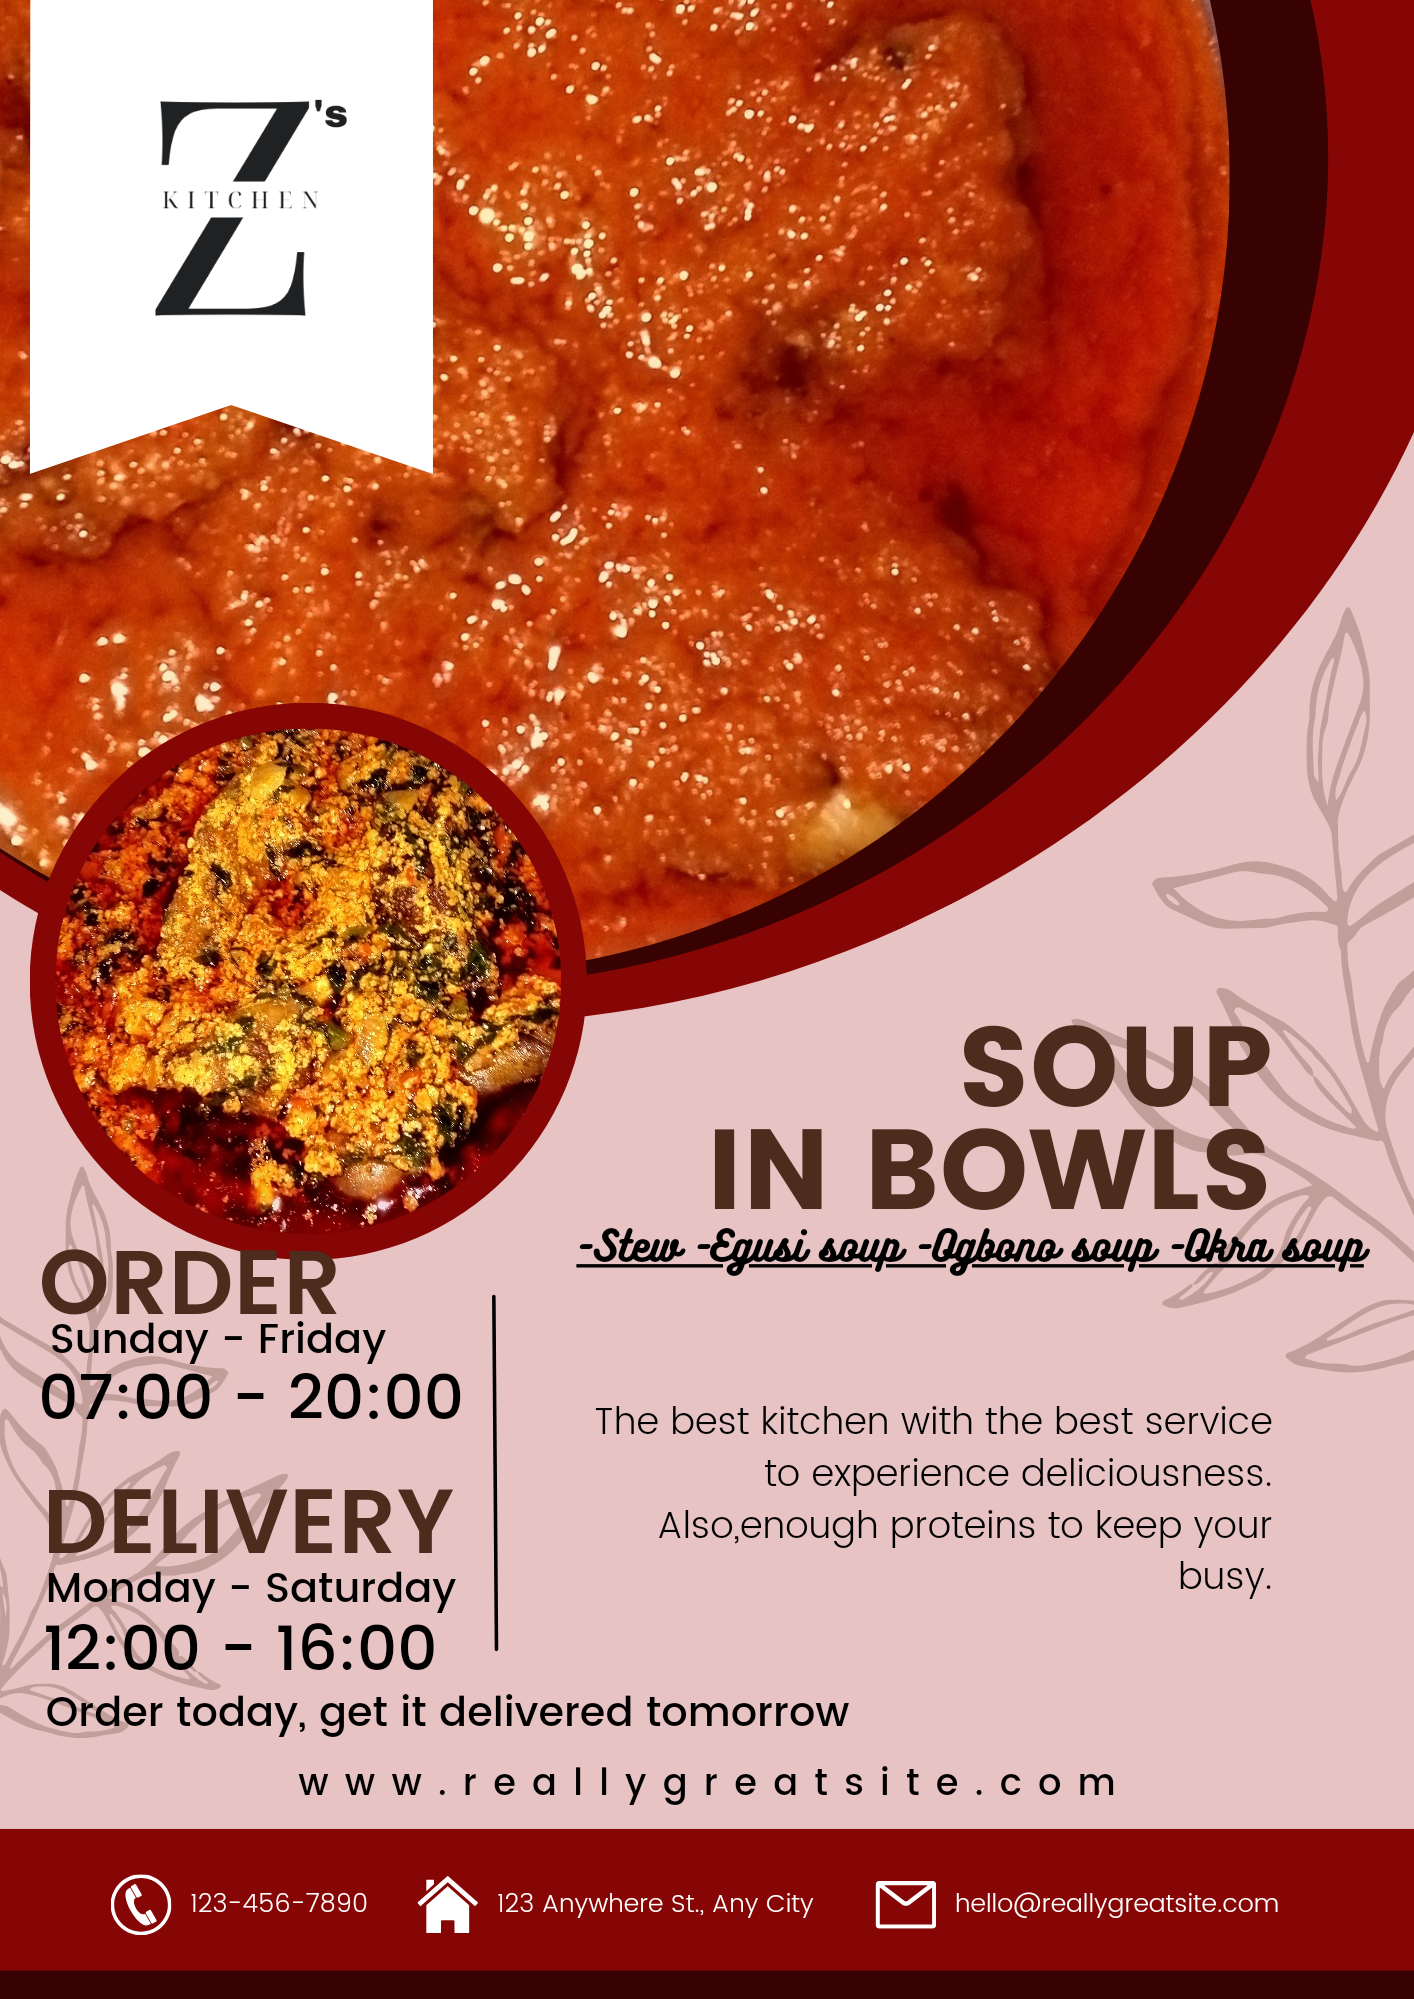 Z's
KITCHEN
SOUP
IN BOWLS
-Stew -Egusi soup -Ogbono soup -Okra soup
ORDER
Sunday - Friday
07:00 - 20:00
DELIVERY
Monday - Saturday
12:00 - 16:00
Order today, get it delivered tomorrow
The best kitchen with the best service
to experience deliciousness.
Also,enough proteins to keep your
busy.
www.reallygreatsite.com
123-456-7890
123 Anywhere St., Any City
hello@reallygreatsite.com